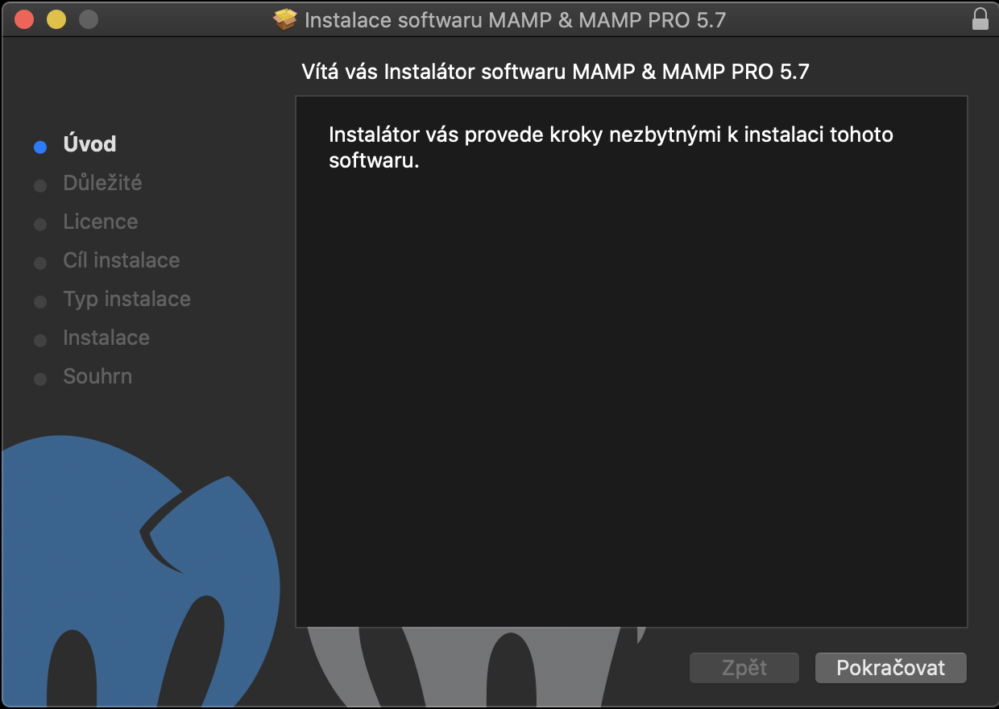 Instalace softwaru MAMP & MAMP PRO 5.7
Vítá vás Instalátor softwaru MAMP & MAMP PRO 5.7
Úvod
Důležité
Licence
Cíl instalace
Typ instalace
Instalace
Souhrn
Instalátor vás provede kroky nezbytnými k instalaci tohoto
softwaru.
Zpět
Pokračovat